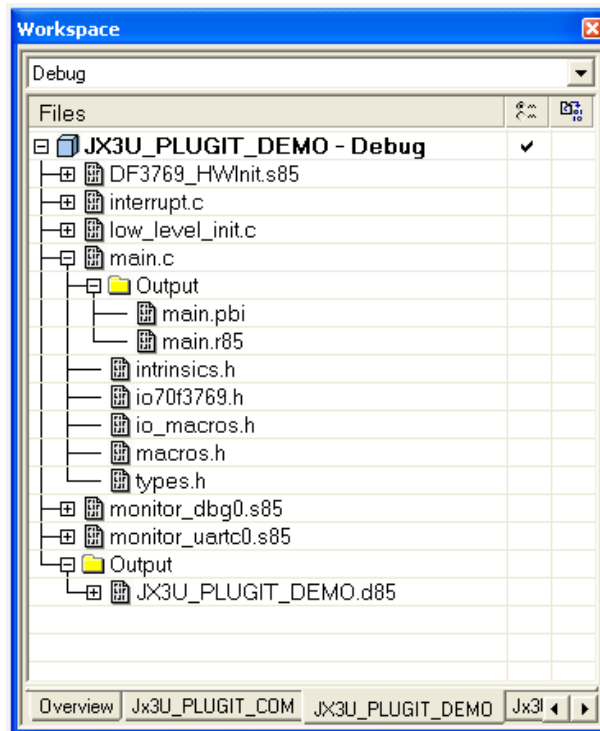 Workspace
Debug
Files
JX3U_PLUGIT_DEMO - Debug
DF3769_HWInit.s85
interrupt.c
low_level_init.c
main.c
Output
main.pbi
main.r85
intrinsics.h
io70f3769.h
io_macros.h
macros.h
types.h
monitor_dbg0.s85
monitor_uartc0.s85
Output
JX3U_PLUGIT_DEMO.d85
Overview Jx3U_PLUGIT_COM JX3U_PLUGIT_DEMO Jx3U